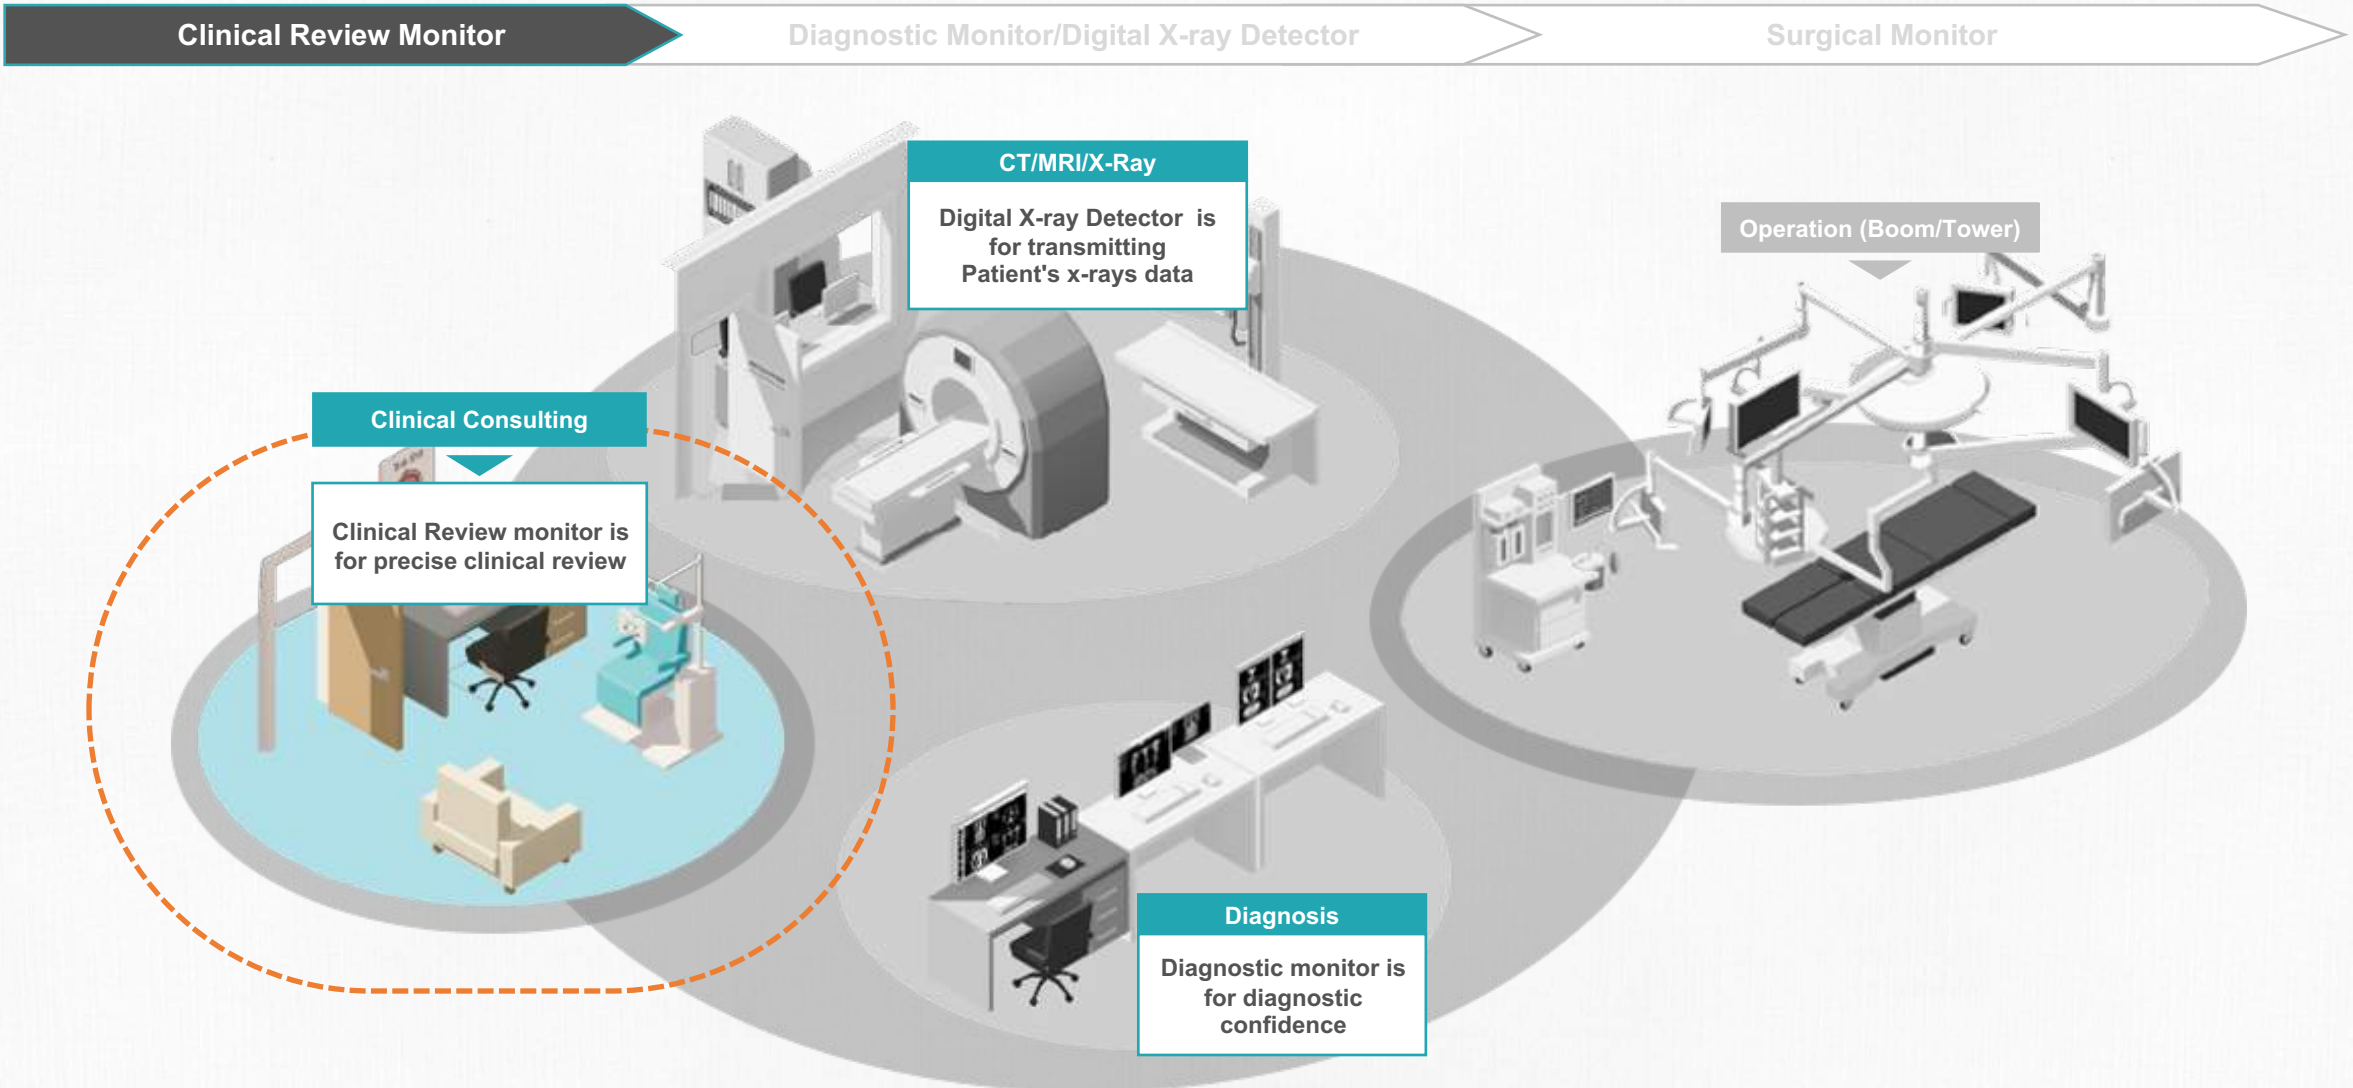 Clinical Review Monitor
Diagnostic Monitor/Digital X-ray Detector
Surgical Monitor
CT/MRI/X-Ray
Digital X-ray Detector  is
for transmitting
Patient's x-rays data
Operation (Boom/Tower)
Clinical Consulting
Clinical Review monitor is
for precise clinical review
Diagnosis
Diagnostic monitor is
for diagnostic
confidence